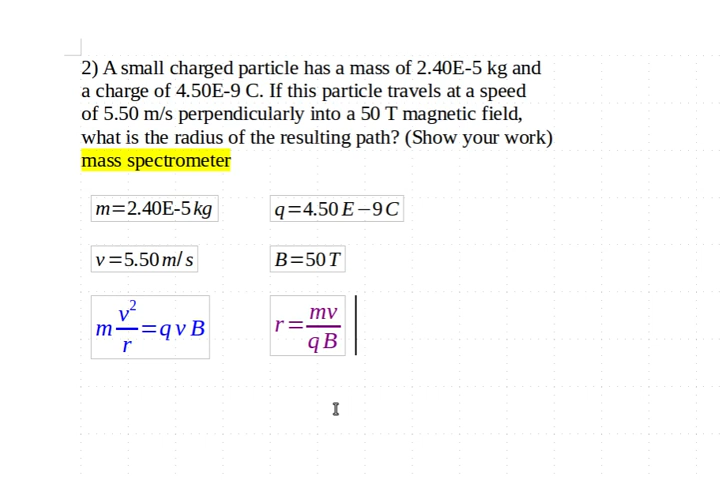 2) A small charged particle has a mass of 2.40E-5 kg and
a charge of 4.50E-9 C. If this particle travels at a speed
of 5.50 m/s perpendicularly into a 50 T magnetic field,
what is the radius of the resulting path? (Show your work)
mass spectrometer
m=2.40E-5 kg
q=4.50 E−9 C
v=5.50 m/s
B=50 T
m v²/r = q v B
r = mv/qB